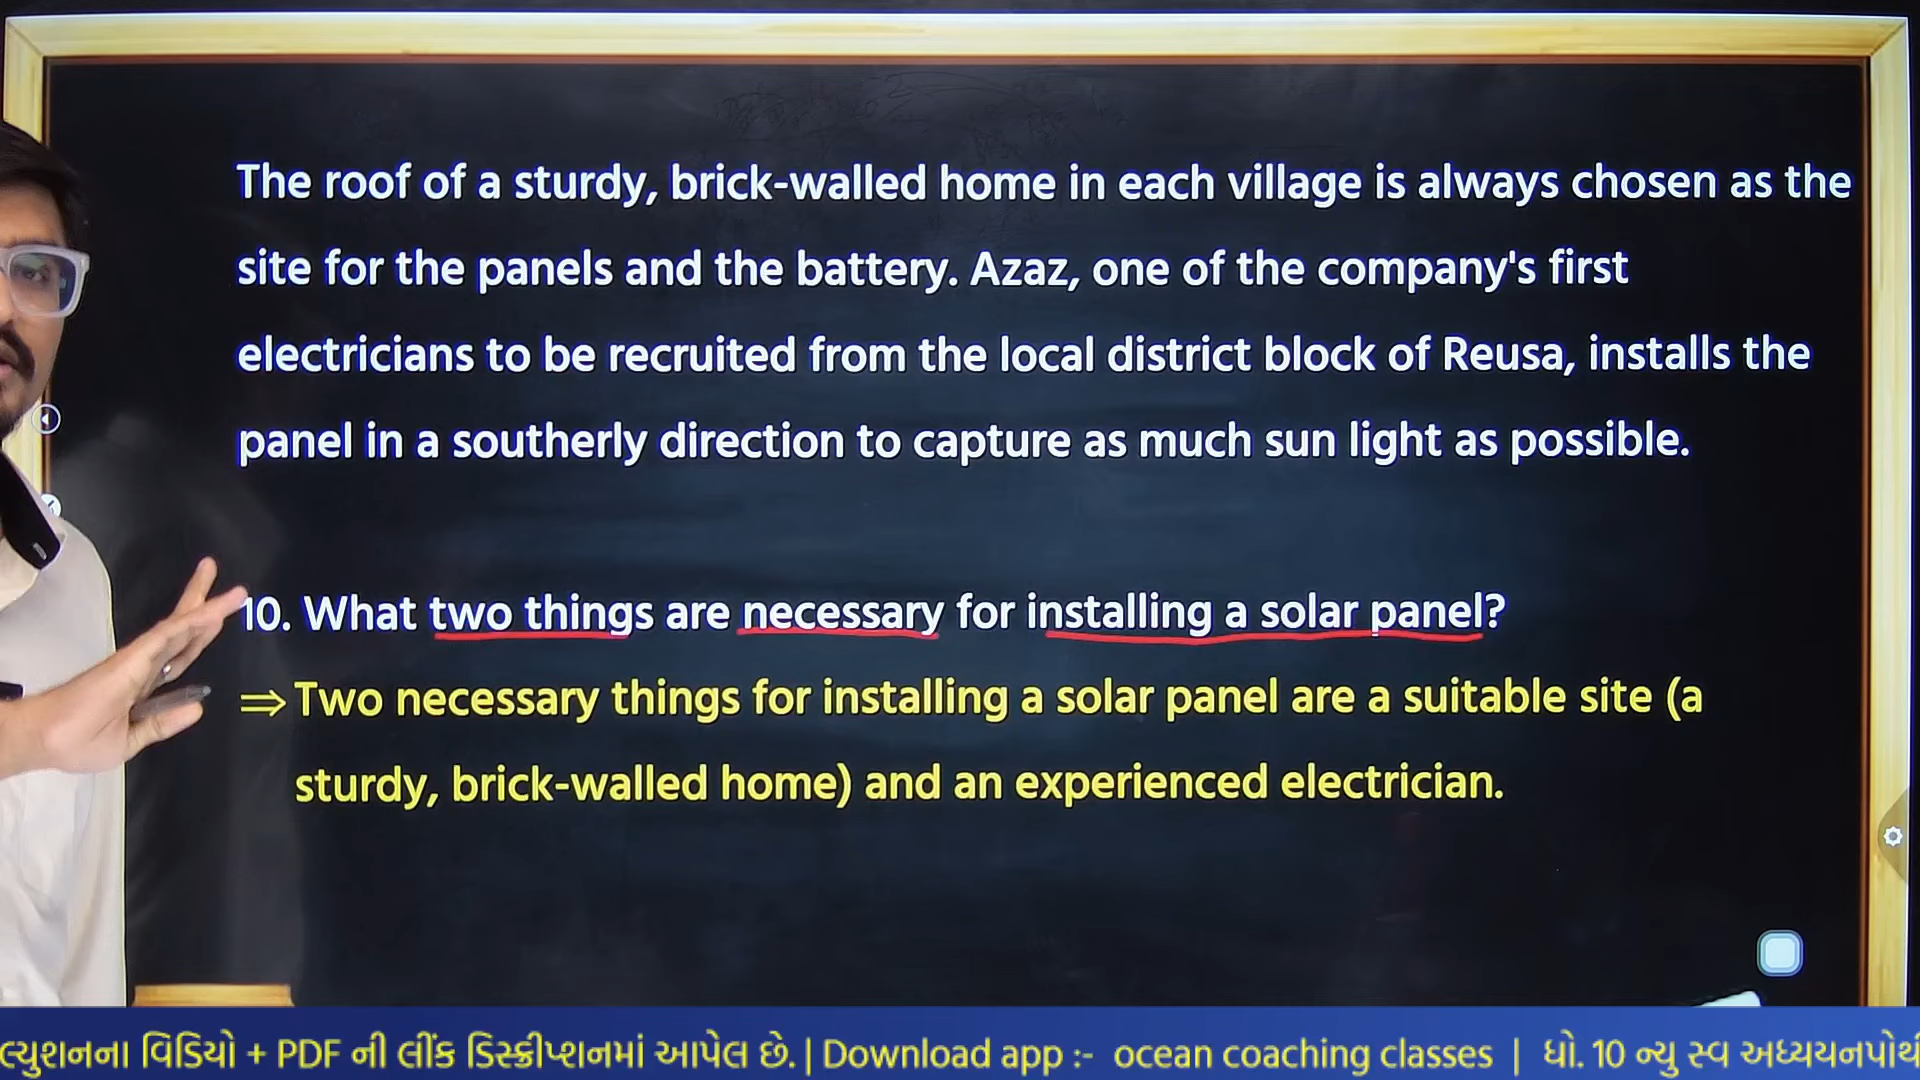 The roof of a sturdy, brick-walled home in each village is always chosen as the
site for the panels and the battery. Azaz, one of the company's first
electricians to be recruited from the local district block of Reusa, installs the
panel in a southerly direction to capture as much sun light as possible.
10. What two things are necessary for installing a solar panel?
⇒ Two necessary things for installing a solar panel are a suitable site (a
sturdy, brick-walled home) and an experienced electrician.
લ્યુશનના વિડિયો + PDF ની લીંક ડિસ્ક્રીપ્શનમાં આપેલ છે. | Download app :- ocean coaching classes | ધો. 10 ન્યુ સ્વ અધ્યયનપોથી